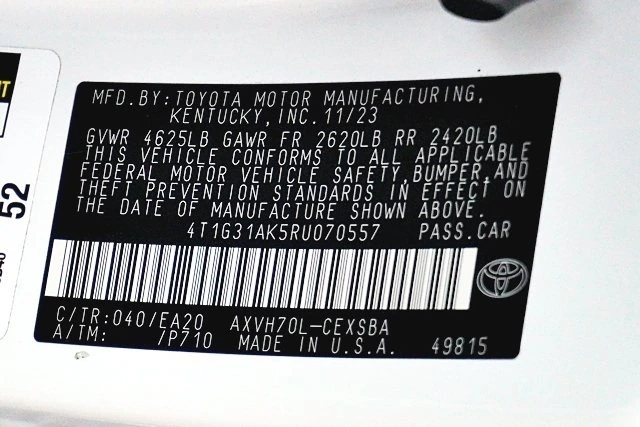 MFD. BY: TOYOTA MOTOR MANUFACTURING,
KENTUCKY, INC. 11/23
GVWR 4625LB GAWR FR 2620LB RR 2420LB
THIS VEHICLE CONFORMS TO ALL APPLICABLE
FEDERAL MOTOR VEHICLE SAFETY, BUMPER, AND
THEFT PREVENTION STANDARDS IN EFFECT ON
THE DATE OF MANUFACTURE SHOWN ABOVE.
4T1G31AK5RU070557 PASS. CAR
C/TR: 040/EA20 AXVH70L-CEXSBA
A/TM: /P710 MADE IN U.S.A. 49815
52